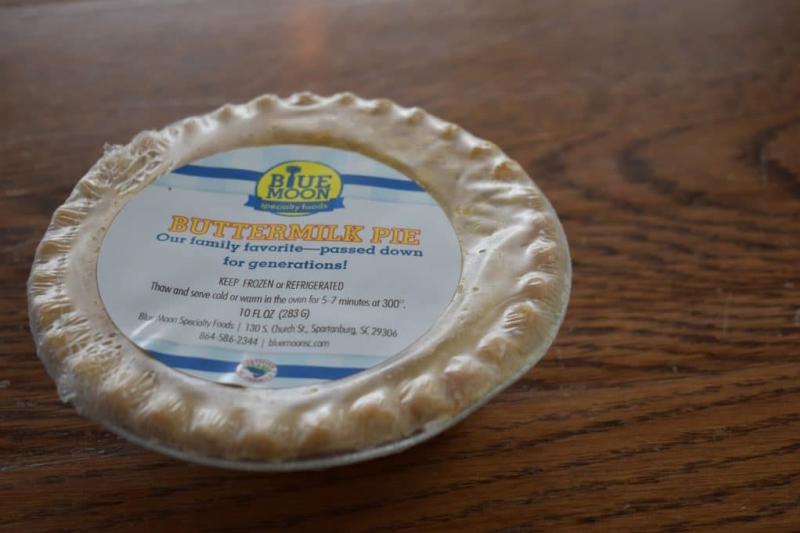 BLUE
MOON
specialty foods
BUTTERMILK PIE
Our family favorite—passed down
for generations!
KEEP FROZEN or REFRIGERATED
Thaw and serve cold or warm in the oven for 5-7 minutes at 300°.
10 FL OZ (283 G)
Blue Moon Specialty Foods | 130 S. Church St., Spartanburg, SC 29306
864-586-2344 | bluemoonsc.com